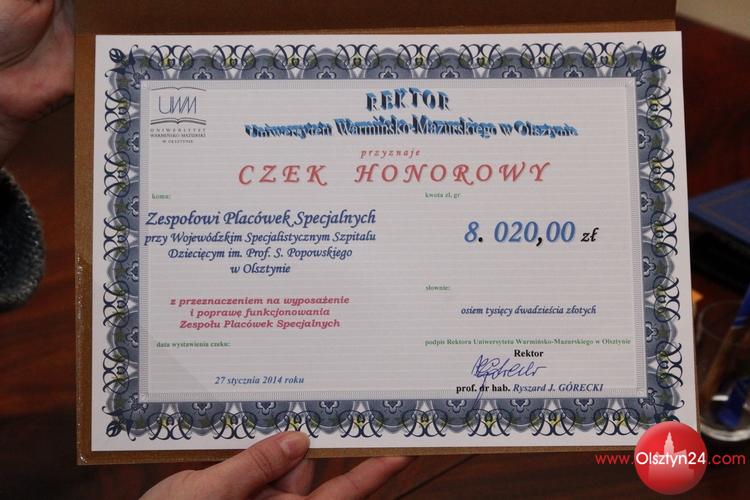 UWM
UNIWERSYTET
WARMIŃSKO-MAZURSKI
W OLSZTYNIE
REKTOR
Uniwersytetu Warmińsko-Mazurskiego w Olsztynie
przyznaje
CZEK HONOROWY
komu:
kwota zł, gr
Zespołowi Placówek Specjalnych
przy Wojewódzkim Specjalistycznym Szpitalu
Dziecięcym im. Prof. S. Popowskiego
w Olsztynie
8. 020,00 zł
słownie:
z przeznaczeniem na wyposażenie
i poprawę funkcjonowania
Zespołu Placówek Specjalnych
osiem tysięcy dwadzieścia złotych
data wystawienia czeku:
podpis Rektora Uniwersytetu Warmińsko-Mazurskiego w Olsztynie
Rektor
27 stycznia 2014 roku
prof. dr hab. Ryszard J. GÓRECKI
www.Olsztyn24.com